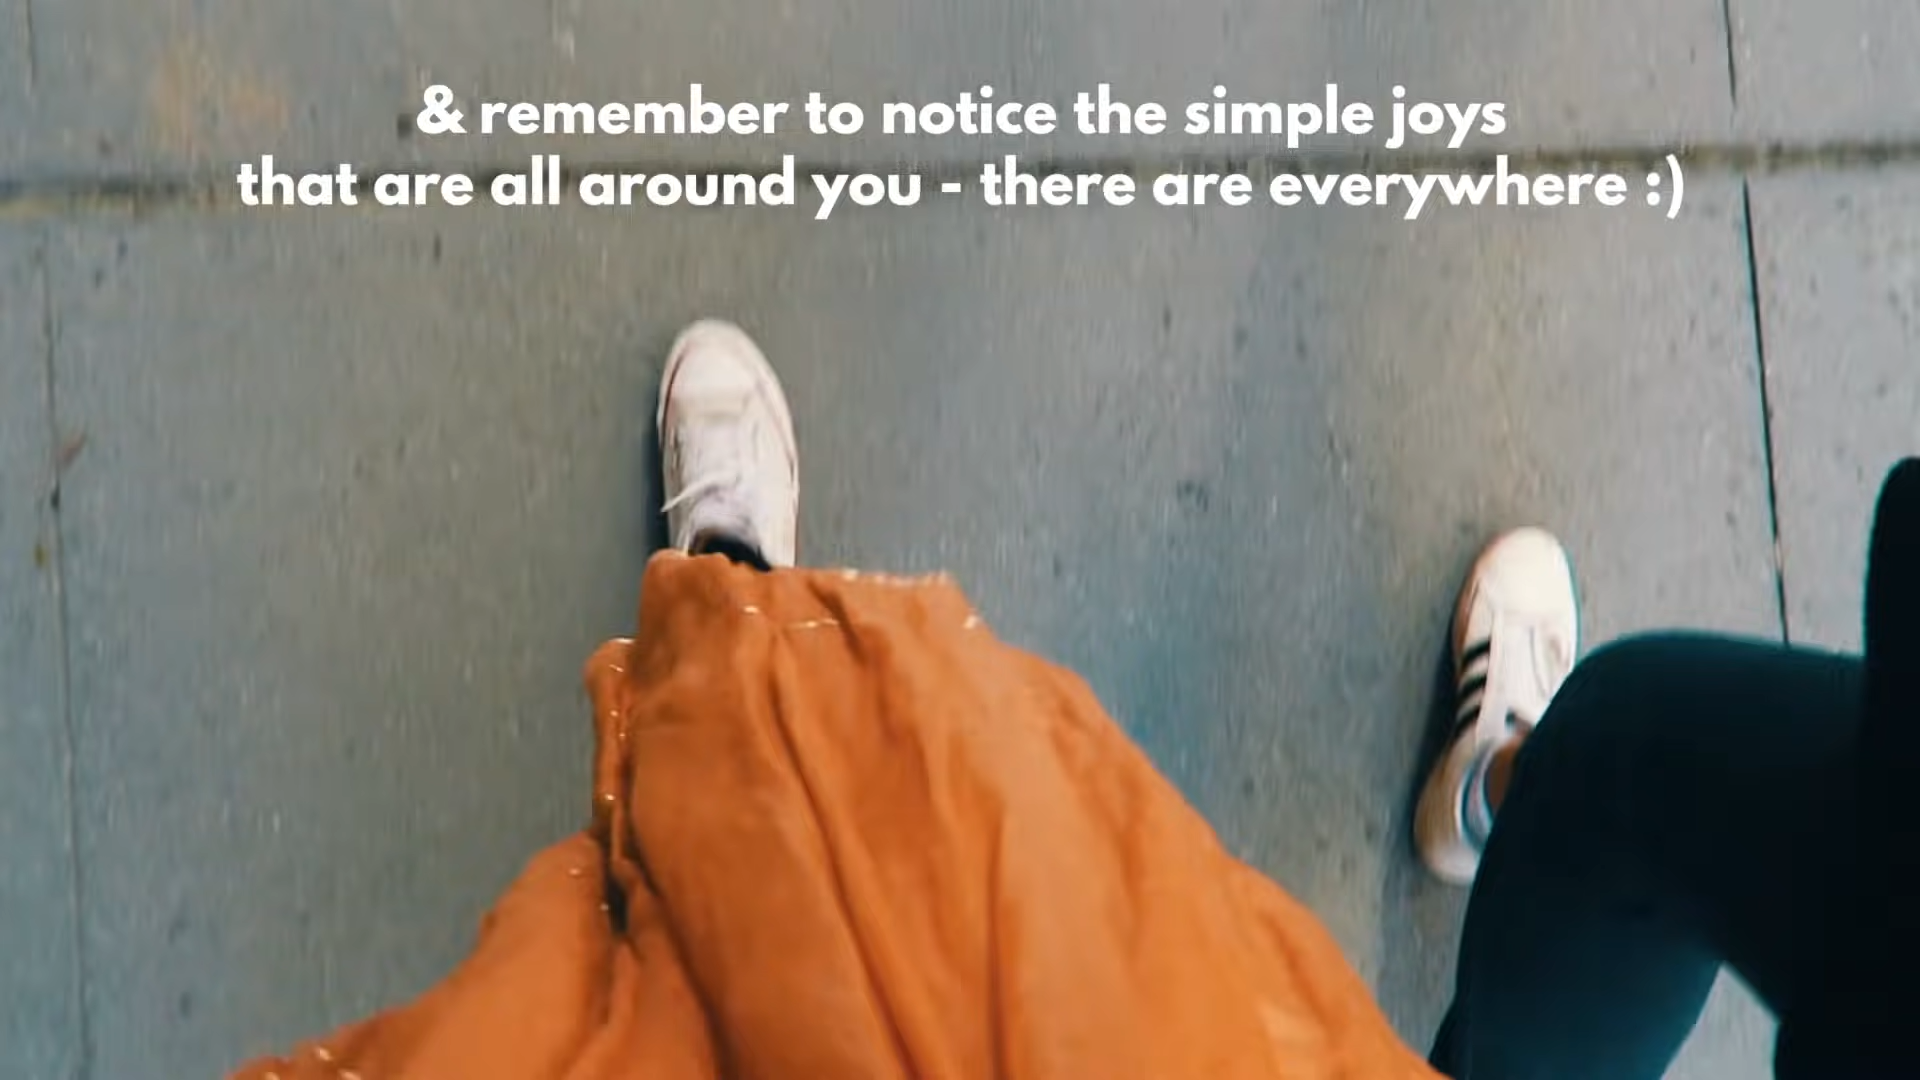 & remember to notice the simple joys
that are all around you - there are everywhere :)